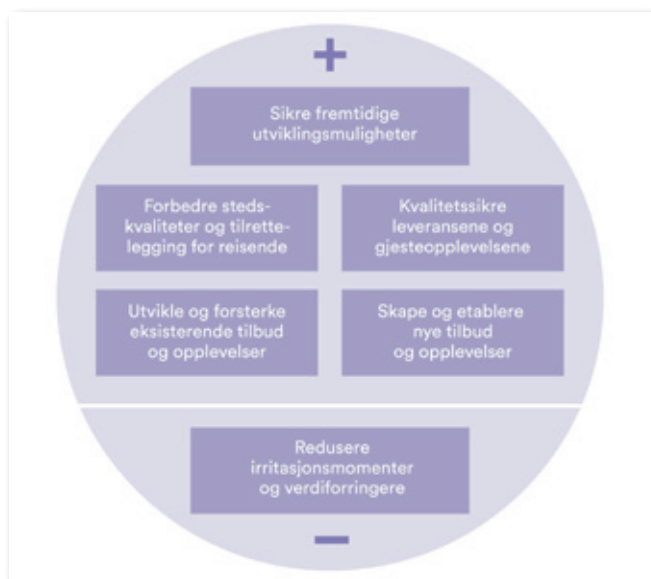 +
Sikre fremtidige
utviklingsmuligheter
Forbedre steds-
kvaliteter og tilrette-
legging for reisende
Kvalitetssikre
leveransene og
gjesteopplevelsene
Utvikle og forsterke
eksisterende tilbud
og opplevelser
Skape og etablere
nye tilbud
og opplevelser
Redusere
irritasjonsmomenter
og verdiforringere
−